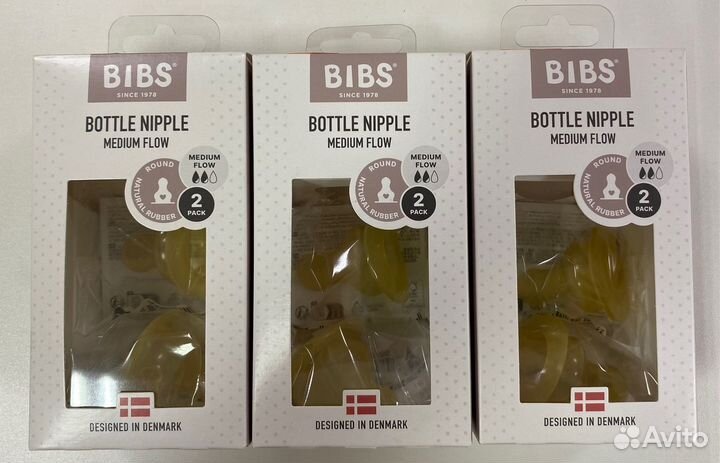 BIBS®
SINCE 1978
BOTTLE NIPPLE
MEDIUM FLOW
MEDIUM
FLOW
ROUND
NATURAL RUBBER
2
PACK
DESIGNED IN DENMARK
BIBS®
SINCE 1978
BOTTLE NIPPLE
MEDIUM FLOW
MEDIUM
FLOW
ROUND
NATURAL RUBBER
2
PACK
DESIGNED IN DENMARK
BIBS®
SINCE 1978
BOTTLE NIPPLE
MEDIUM FLOW
MEDIUM
FLOW
ROUND
NATURAL RUBBER
2
PACK
DESIGNED IN DENMARK
Avito